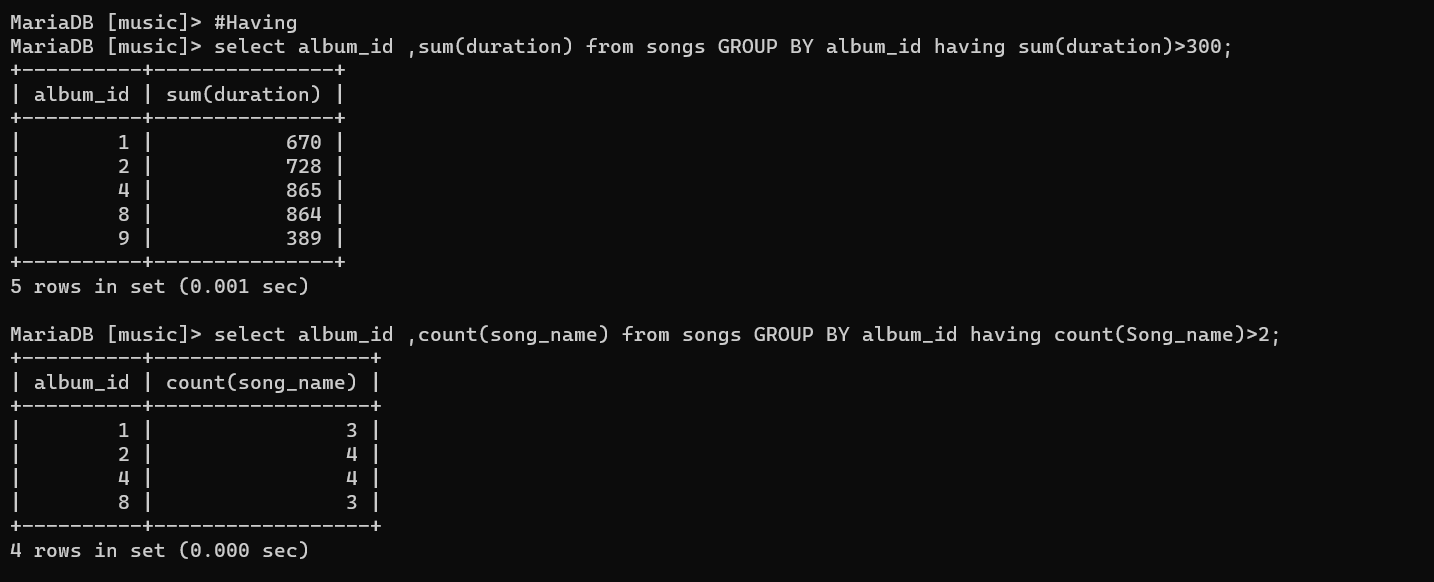 MariaDB [music]> #Having
MariaDB [music]> select album_id ,sum(duration) from songs GROUP BY album_id having sum(duration)>300;
+----------+---------------+
| album_id | sum(duration) |
+----------+---------------+
|        1 |           670 |
|        2 |           728 |
|        4 |           865 |
|        8 |           864 |
|        9 |           389 |
+----------+---------------+
5 rows in set (0.001 sec)

MariaDB [music]> select album_id ,count(song_name) from songs GROUP BY album_id having count(Song_name)>2;
+----------+------------------+
| album_id | count(song_name) |
+----------+------------------+
|        1 |                3 |
|        2 |                4 |
|        4 |                4 |
|        8 |                3 |
+----------+------------------+
4 rows in set (0.000 sec)